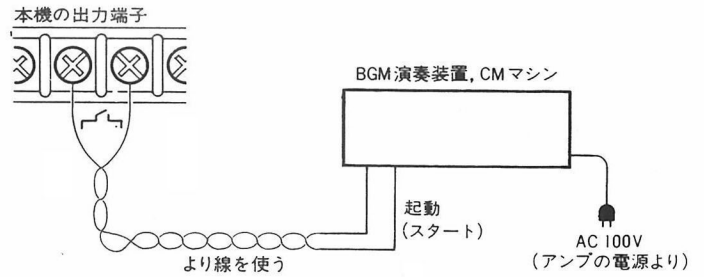 本機の出力端子
BGM演奏装置,CMマシン
起動
(スタート)
AC 100V
(アンプの電源より)
より線を使う